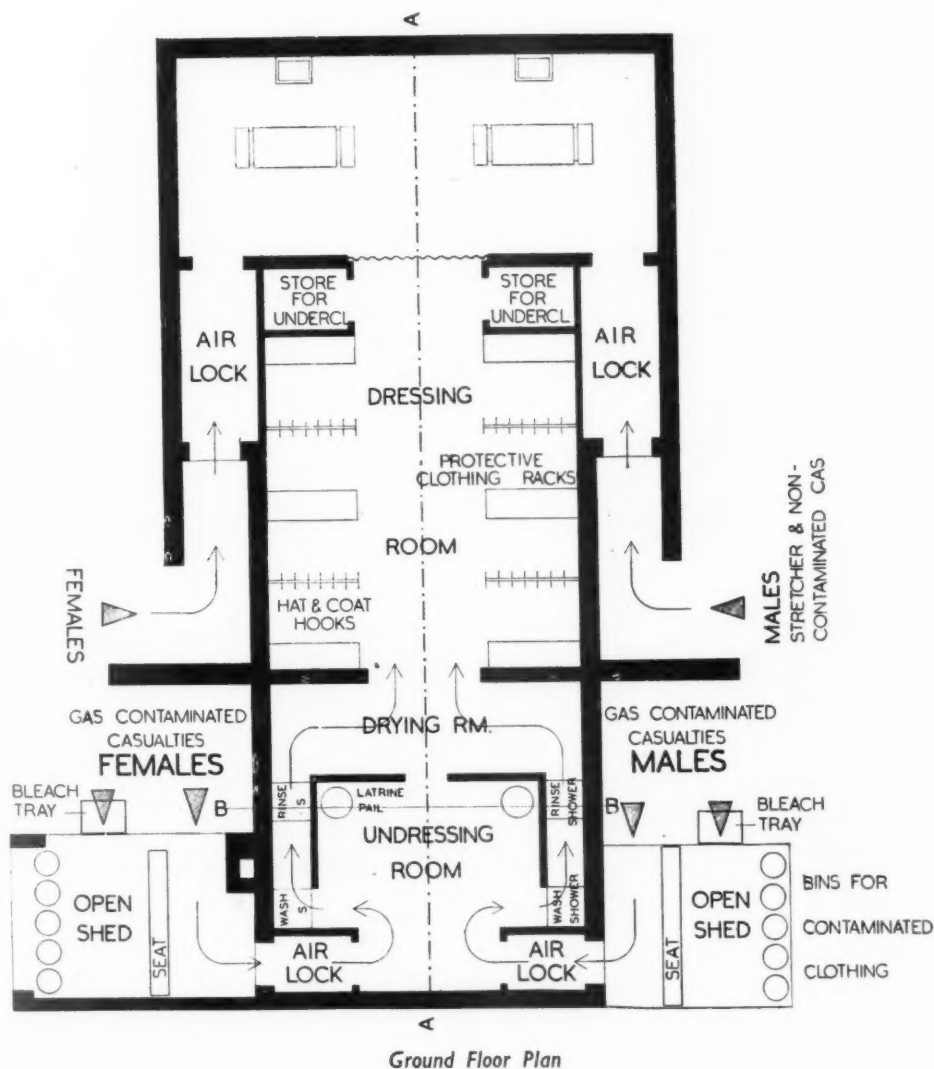 A
STORE
FOR
UNDERCL
STORE
FOR
UNDERCL
AIR
LOCK
AIR
LOCK
DRESSING
PROTECTIVE
CLOTHING RACKS
ROOM
HAT & COAT
HOOKS
FEMALES
MALES
STRETCHER & NON-
CONTAMINATED CAS
GAS CONTAMINATED
CASUALTIES
FEMALES
DRYING RM.
GAS CONTAMINATED
CASUALTIES
MALES
BLEACH
TRAY
B
RINSE
S
LATRINE
PAIL
RINSE
SHOWER
B
BLEACH
TRAY
UNDRESSING
ROOM
OPEN
SHED
SEAT
WASH
S
WASH
SHOWER
SEAT
OPEN
SHED
BINS FOR
CONTAMINATED
CLOTHING
AIR
LOCK
AIR
LOCK
A
Ground Floor Plan